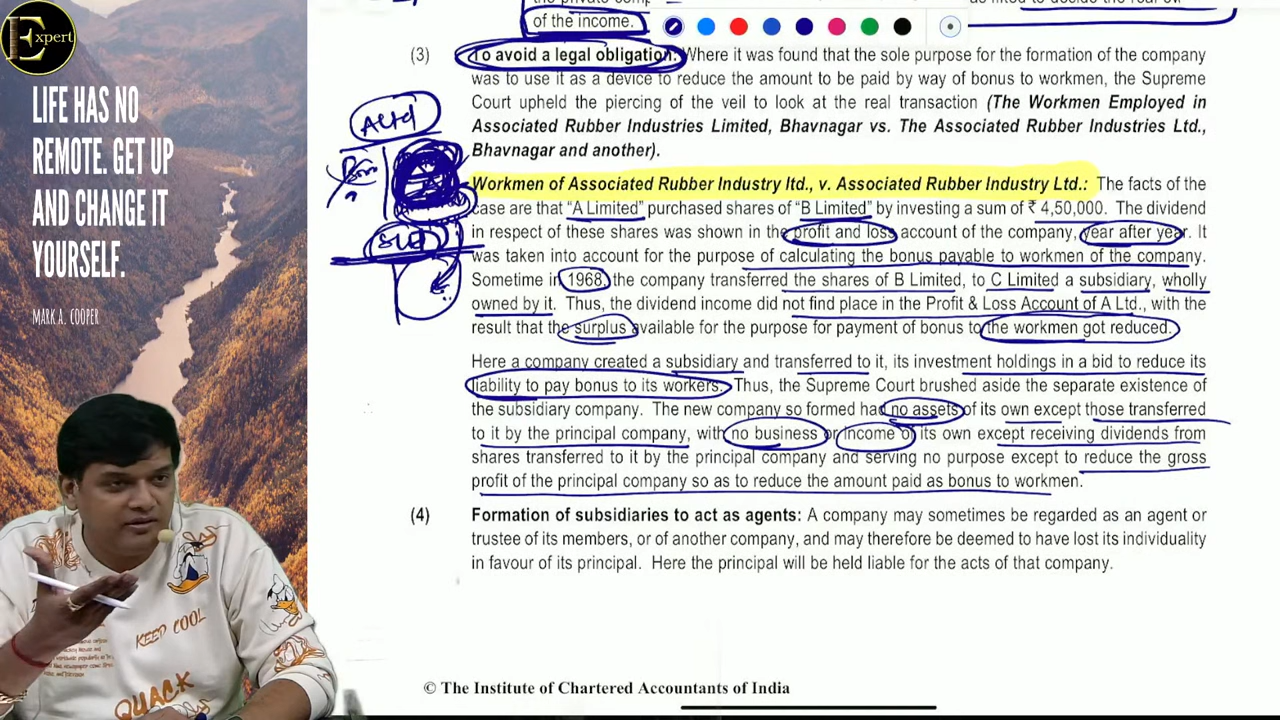 Expert
LIFE HAS NO
REMOTE. GET UP
AND CHANGE IT
YOURSELF.
MARK A. COOPER
of the income.
(3) To avoid a legal obligation: Where it was found that the sole purpose for the formation of the company
was to use it as a device to reduce the amount to be paid by way of bonus to workmen, the Supreme
Court upheld the piercing of the veil to look at the real transaction (The Workmen Employed in
Associated Rubber Industries Limited, Bhavnagar vs. The Associated Rubber Industries Ltd.,
Bhavnagar and another).
Workmen of Associated Rubber Industry ltd., v. Associated Rubber Industry Ltd.: The facts of the
case are that “A Limited” purchased shares of “B Limited” by investing a sum of ₹ 4,50,000. The dividend
in respect of these shares was shown in the profit and loss account of the company, year after year. It
was taken into account for the purpose of calculating the bonus payable to workmen of the company.
Sometime in 1968, the company transferred the shares of B Limited, to C Limited a subsidiary, wholly
owned by it. Thus, the dividend income did not find place in the Profit & Loss Account of A Ltd., with the
result that the surplus available for the purpose for payment of bonus to the workmen got reduced.
Here a company created a subsidiary and transferred to it, its investment holdings in a bid to reduce its
liability to pay bonus to its workers. Thus, the Supreme Court brushed aside the separate existence of
the subsidiary company. The new company so formed had no assets of its own except those transferred
to it by the principal company, with no business or income of its own except receiving dividends from
shares transferred to it by the principal company and serving no purpose except to reduce the gross
profit of the principal company so as to reduce the amount paid as bonus to workmen.
(4) Formation of subsidiaries to act as agents: A company may sometimes be regarded as an agent or
trustee of its members, or of another company, and may therefore be deemed to have lost its individuality
in favour of its principal. Here the principal will be held liable for the acts of that company.
© The Institute of Chartered Accountants of India
KEEP COOL
QUACK